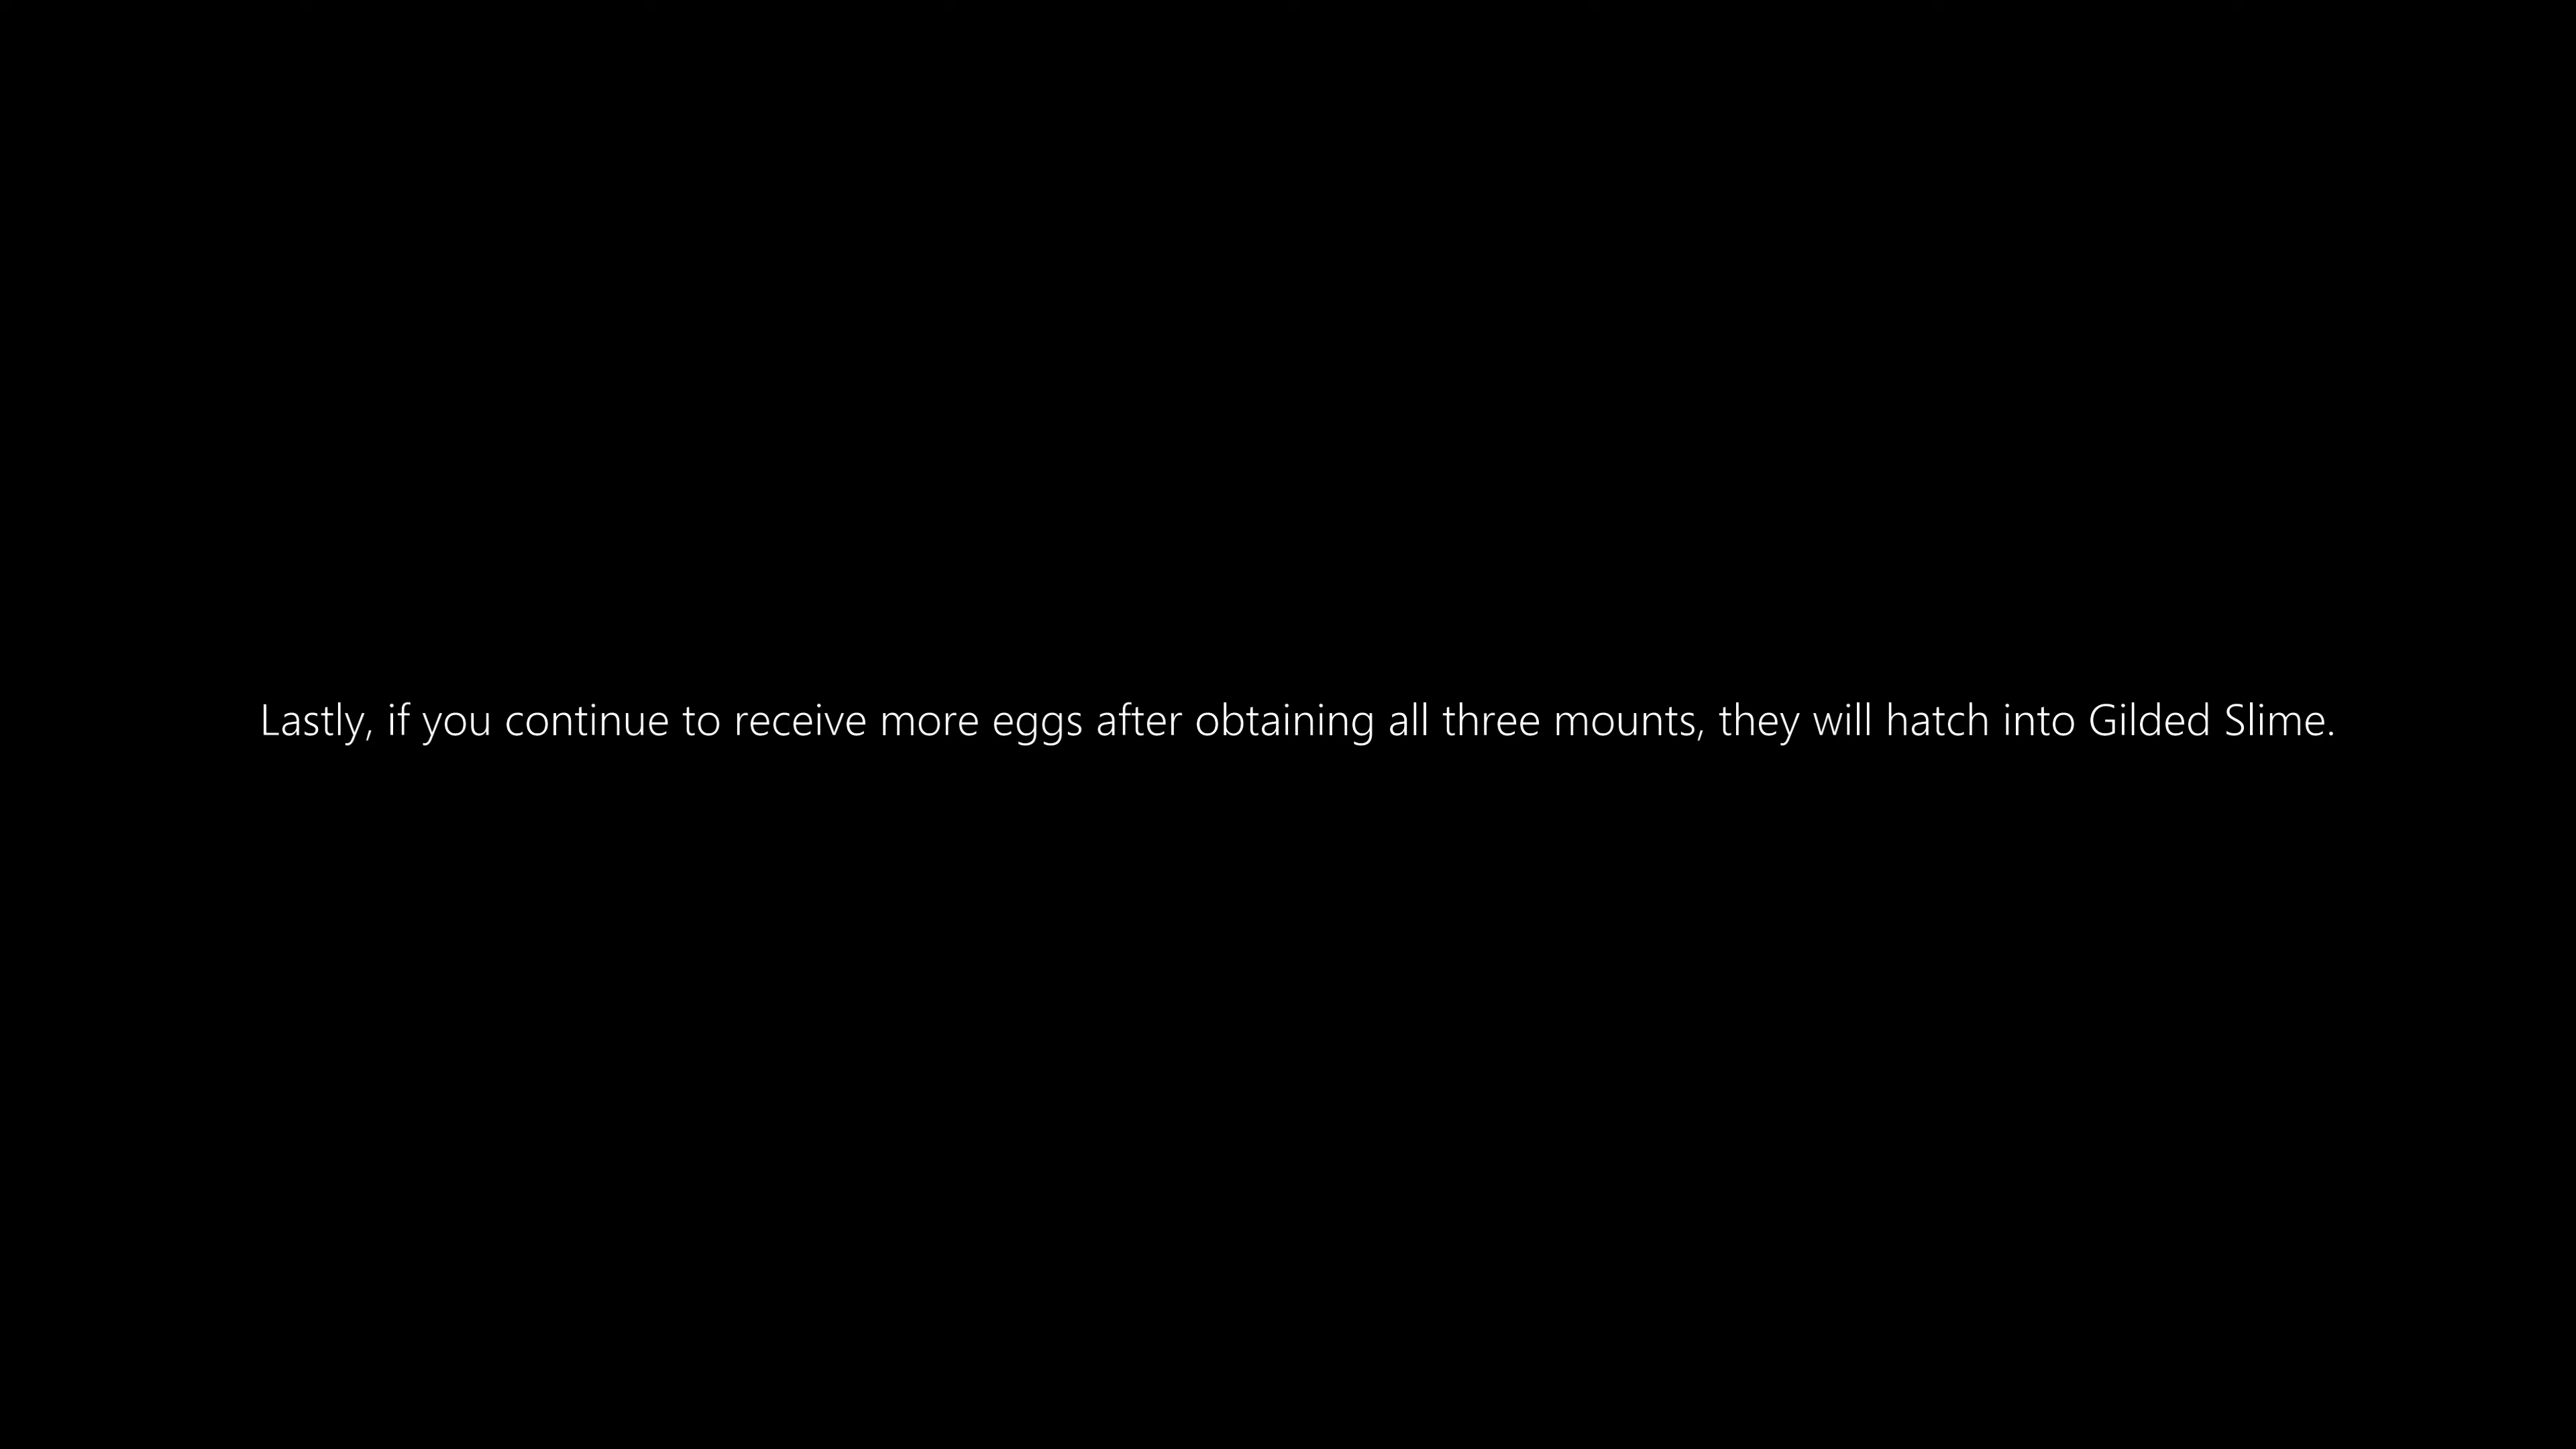 Lastly, if you continue to receive more eggs after obtaining all three mounts, they will hatch into Gilded Slime.